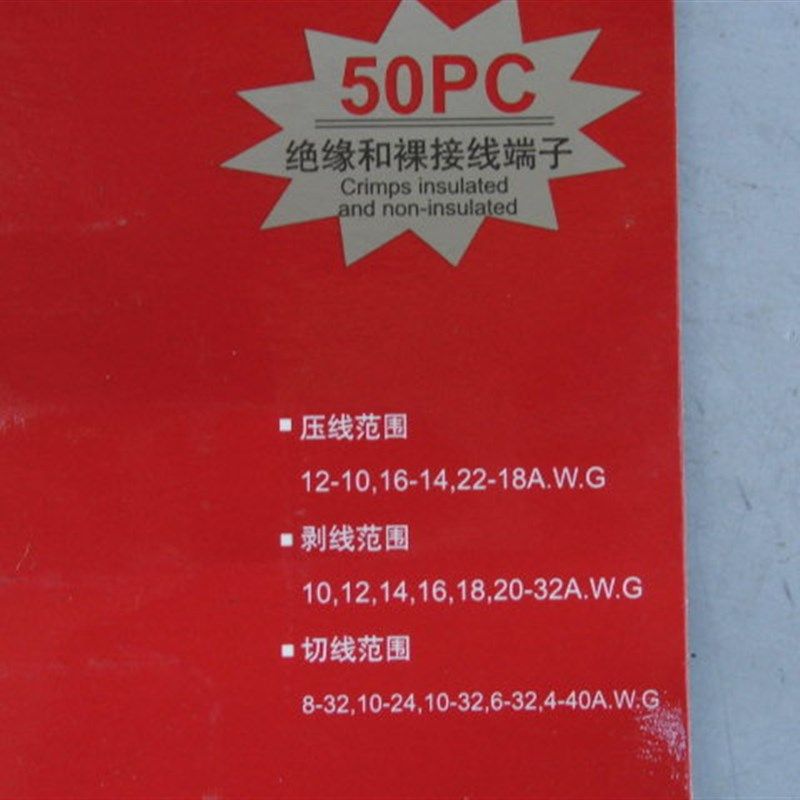 50PC
绝缘和裸接线端子
Crimps insulated
and non-insulated
压线范围
12-10,16-14,22-18A.W.G
剥线范围
10,12,14,16,18,20-32A.W.G
切线范围
8-32,10-24,10-32,6-32,4-40A.W.G